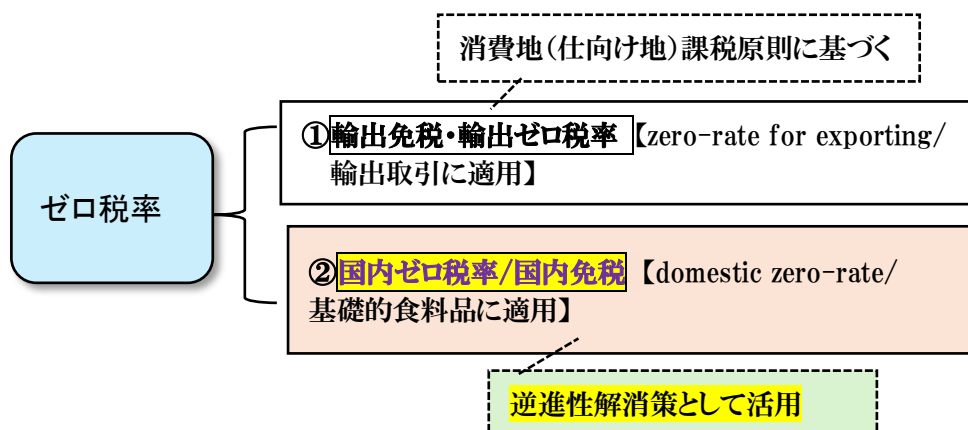 消費地(仕向け地)課税原則に基づく
①輸出免税・輸出ゼロ税率【zero-rate for exporting/
輸出取引に適用】
ゼロ税率
②国内ゼロ税率/国内免税【domestic zero-rate/
基礎的食料品に適用】
逆進性解消策として活用